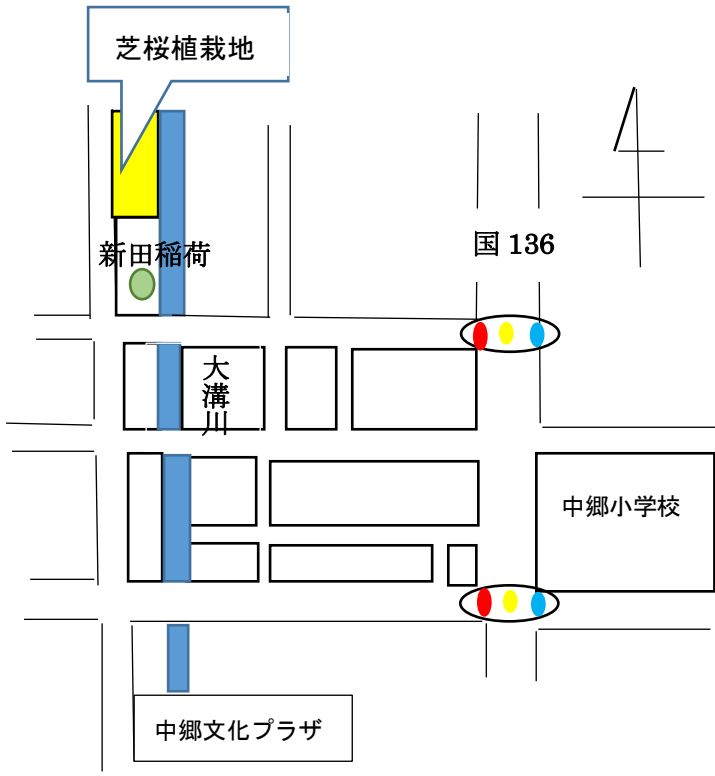 芝桜植栽地
新田稲荷
国 136
大溝川
中郷小学校
中郷文化プラザ